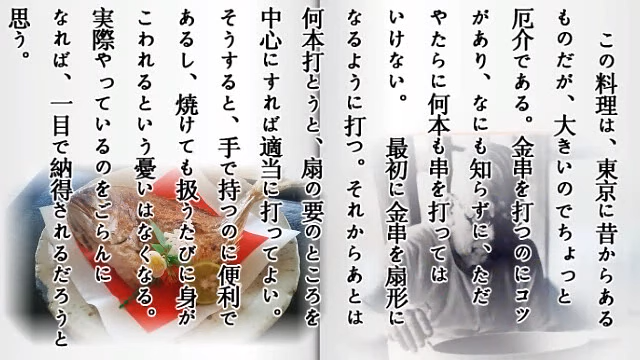 この料理は、東京に昔からある
ものだが、大きいのでちょっと
厄介である。金串を打つのにコツ
があり、なにも知らずに、ただ
やたらに何本も串を打っては
いけない。　最初に金串を扇形に
なるように打つ。それからあとは
何本打とうと、扇の要のところを
中心にすれば適当に打ってよい。
そうすると、手で持つのに便利で
あるし、焼けても扱うたびに身が
こわれるという憂いはなくなる。
実際やっているのをごらんに
なれば、一目で納得されるだろうと
思う。